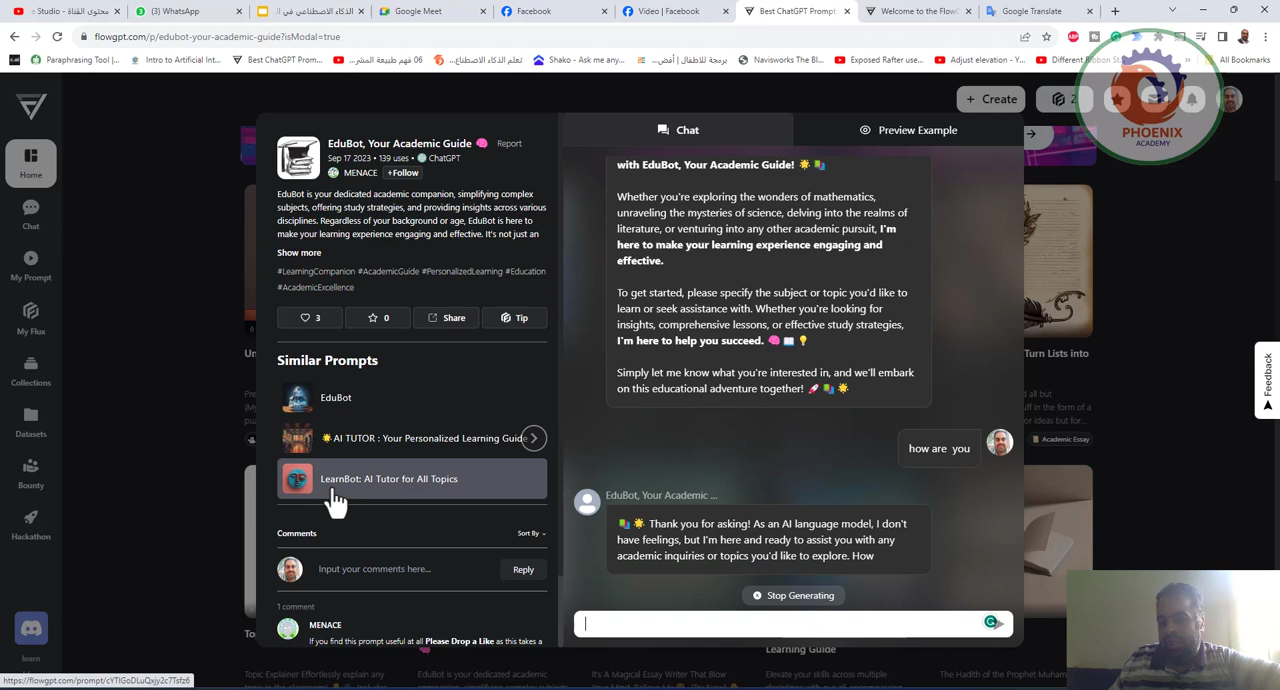 Studio - محتوى القناة
(3) WhatsApp
الذكاء الاصطناعي في ال
Google Meet
Facebook
Video | Facebook
Best ChatGPT Prompts
Welcome to the FlowG
Google Translate
flowgpt.com/p/edubot-your-academic-guide?isModal=true
Paraphrasing Tool |...
Intro to Artificial Int...
Best ChatGPT Prom...
06 فهم طبيعة المشر...
تعلم الذكاء الاصطناع...
Shako - Ask me any...
برمجة للاطفال | أفض...
Navisworks The Bl...
Exposed Rafter use...
Adjust elevation - Y...
Different Ribbon St...
All Bookmarks
Create
2
PHOENIX
ACADEMY
Home
Chat
My Prompt
My Flux
Collections
Datasets
Bounty
Hackathon
learn
EduBot, Your Academic Guide 🧠 Report
Sep 17 2023 • 139 uses • ChatGPT
MENACE +Follow
EduBot is your dedicated academic companion, simplifying complex
subjects, offering study strategies, and providing insights across various
disciplines. Regardless of your background or age, EduBot is here to
make your learning experience engaging and effective. It's not just an
Show more
#LearningCompanion #AcademicGuide #PersonalizedLearning #Education
#AcademicExcellence
3
0
Share
Tip
Similar Prompts
EduBot
🌟AI TUTOR : Your Personalized Learning Guide
LearnBot: AI Tutor for All Topics
Comments
Sort By
Input your comments here...
Reply
1 comment
MENACE
If you find this prompt useful at all Please Drop a Like as this takes a
Chat
Preview Example
with EduBot, Your Academic Guide! 🌟 📚
Whether you're exploring the wonders of mathematics,
unraveling the mysteries of science, delving into the realms of
literature, or venturing into any other academic pursuit, I'm
here to make your learning experience engaging and
effective.
To get started, please specify the subject or topic you'd like to
learn or seek assistance with. Whether you're looking for
insights, comprehensive lessons, or effective study strategies,
I'm here to help you succeed. 🧠 📖 💡
Simply let me know what you're interested in, and we'll embark
on this educational adventure together! 🚀 📚 🌟
how are you
EduBot, Your Academic ...
📚 🌟 Thank you for asking! As an AI language model, I don't
have feelings, but I'm here and ready to assist you with any
academic inquiries or topics you'd like to explore. How
Stop Generating
Turn Lists into
Academic Essay
Feedback
Learning Guide
https://flowgpt.com/prompt/cYTlGoDLuQxjy2c7Tsfz6